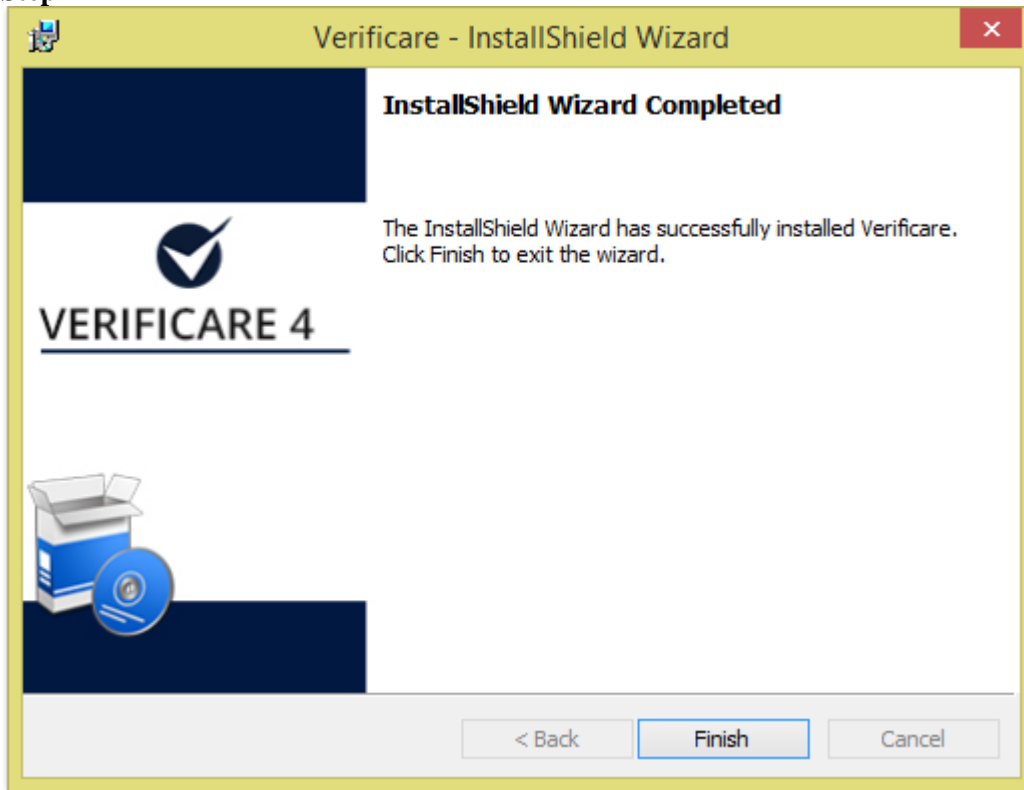 Step
Verificare - InstallShield Wizard
InstallShield Wizard Completed
The InstallShield Wizard has successfully installed Verificare.
Click Finish to exit the wizard.
VERIFICARE 4
< Back
Finish
Cancel